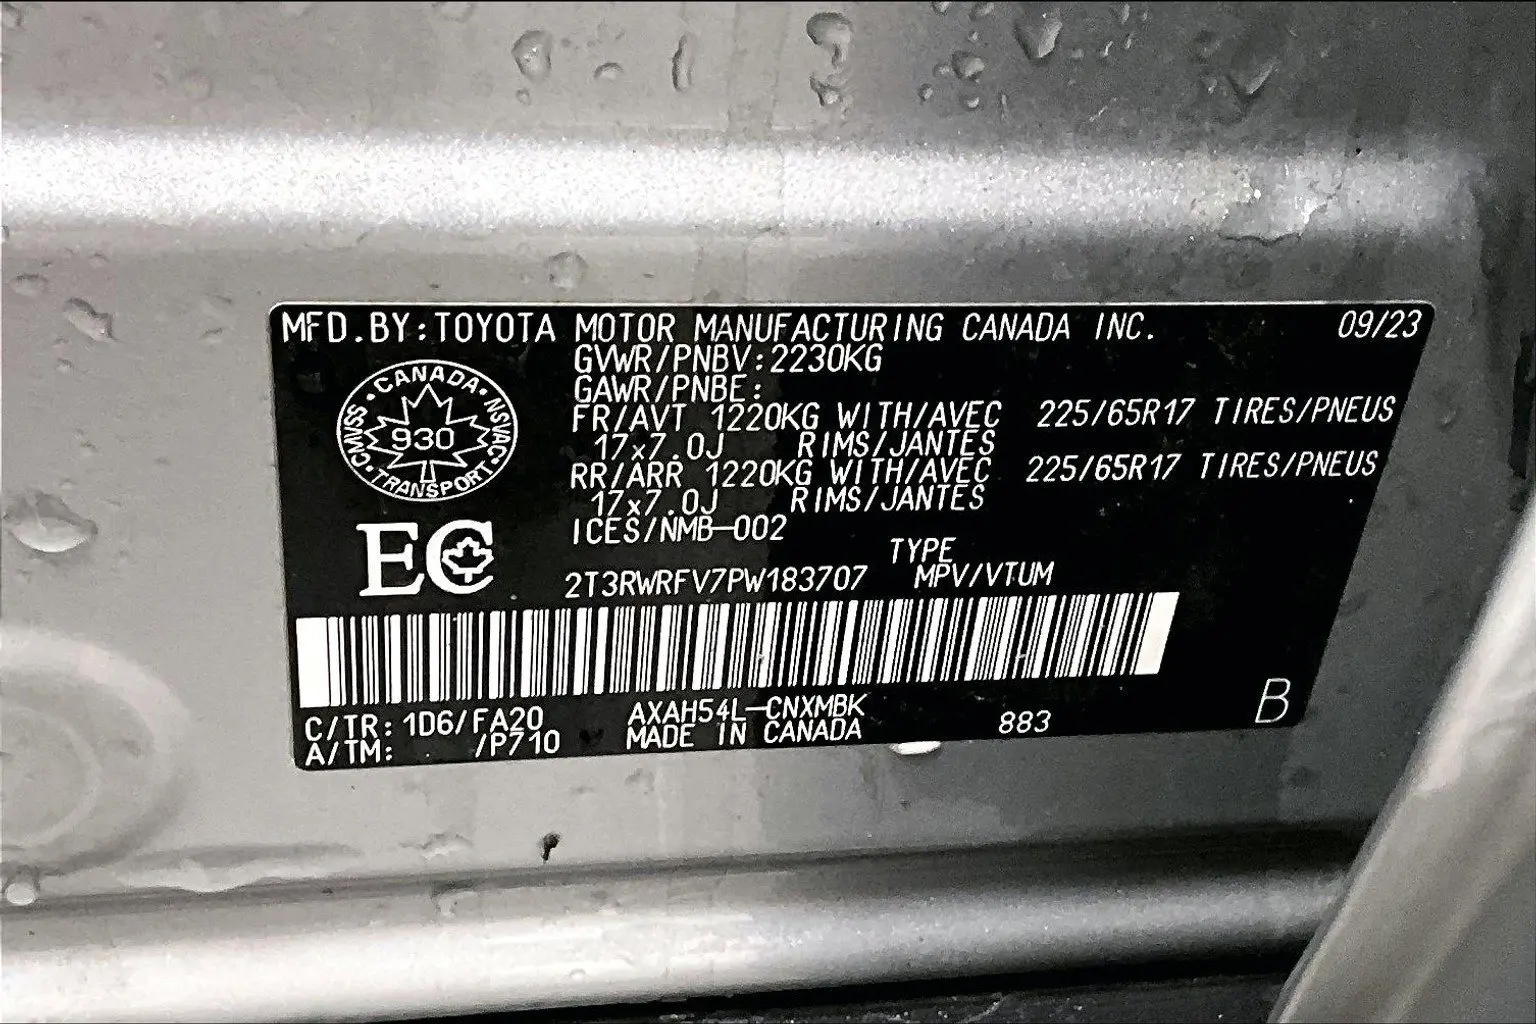 MFD.BY:TOYOTA MOTOR MANUFACTURING CANADA INC. 09/23
GVWR/PNBV:2230KG
GAWR/PNBE:
FR/AVT 1220KG WITH/AVEC 225/65R17 TIRES/PNEUS
17x7.0J RIMS/JANTES
RR/ARR 1220KG WITH/AVEC 225/65R17 TIRES/PNEUS
17x7.0J RIMS/JANTES
ICES/NMB-002
CANADA
NSVAC
CMVSS
930
TRANSPORT
EC
TYPE
2T3RWRFV7PW183707 MPV/VTUM
C/TR: 1D6/FA20 AXAH54L-CNXMBK
A/TM: /P710 MADE IN CANADA 883
B